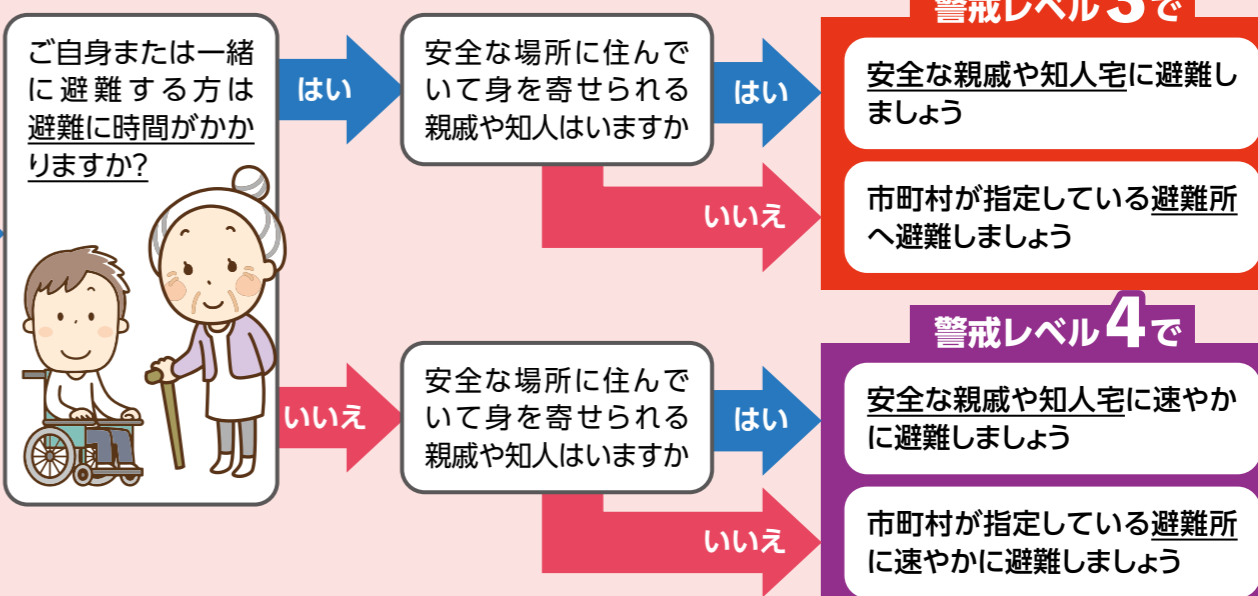 ご自身または一緒
に避難する方は
避難に時間がかか
りますか?
はい
安全な場所に住んで
いて身を寄せられる
親戚や知人はいますか
はい
いいえ
警戒レベル3で
安全な親戚や知人宅に避難し
ましょう
市町村が指定している避難所
へ避難しましょう
いいえ
安全な場所に住んで
いて身を寄せられる
親戚や知人はいますか
はい
いいえ
警戒レベル4で
安全な親戚や知人宅に速やか
に避難しましょう
市町村が指定している避難所
に速やかに避難しましょう